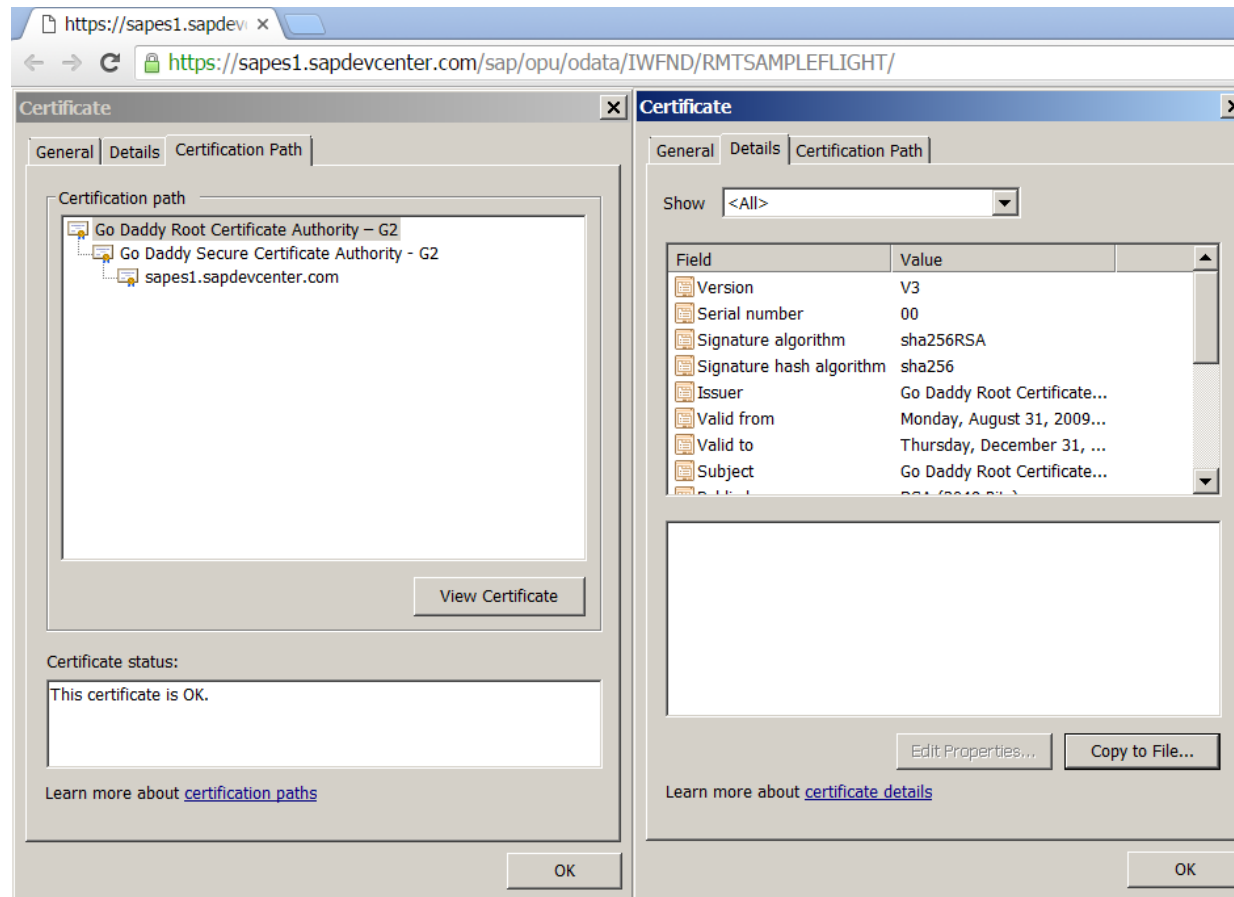 https://sapes1.sapdev
https://sapes1.sapdevcenter.com/sap/opu/odata/IWFND/RMTSAMPLEFLIGHT/
Certificate
General Details Certification Path
Certification path
Go Daddy Root Certificate Authority – G2
Go Daddy Secure Certificate Authority - G2
sapes1.sapdevcenter.com
View Certificate
Certificate status:
This certificate is OK.
Learn more about certification paths
OK
Certificate
General Details Certification Path
Show <All>
Field Value
Version V3
Serial number 00
Signature algorithm sha256RSA
Signature hash algorithm sha256
Issuer Go Daddy Root Certificate...
Valid from Monday, August 31, 2009...
Valid to Thursday, December 31, ...
Subject Go Daddy Root Certificate...
Edit Properties... Copy to File...
Learn more about certificate details
OK